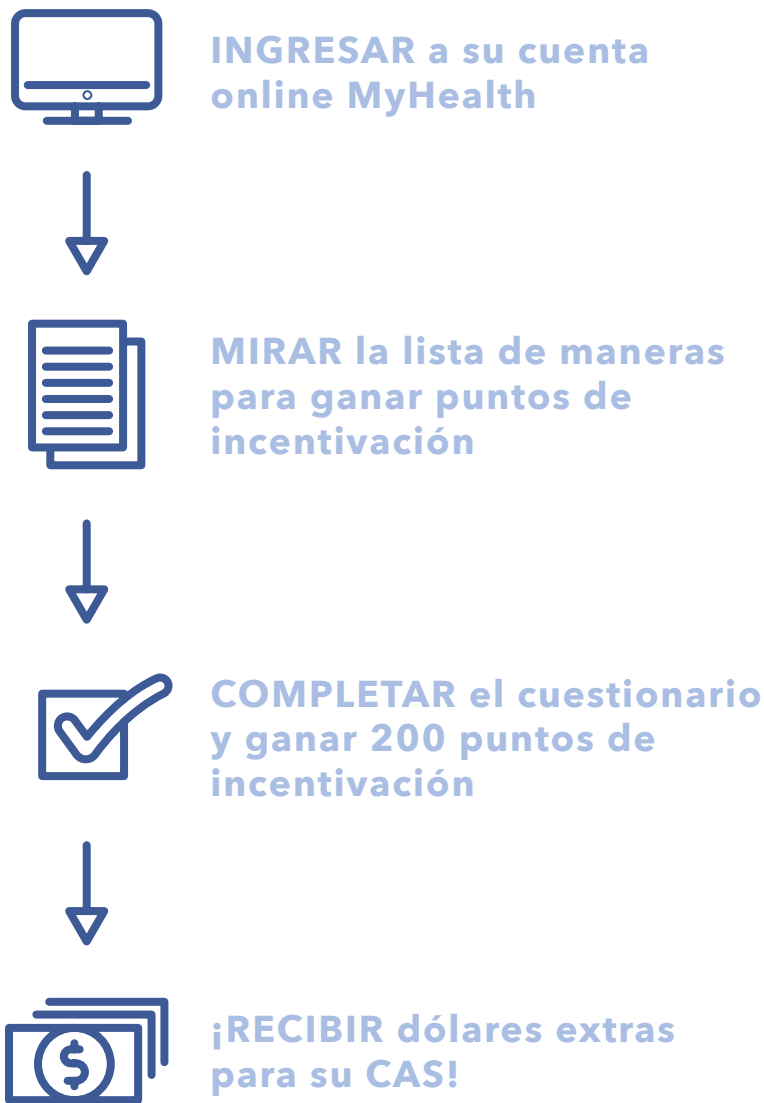 INGRESAR a su cuenta
online MyHealth
MIRAR la lista de maneras
para ganar puntos de
incentivación
COMPLETAR el cuestionario
y ganar 200 puntos de
incentivación
¡RECIBIR dólares extras
para su CAS!
$